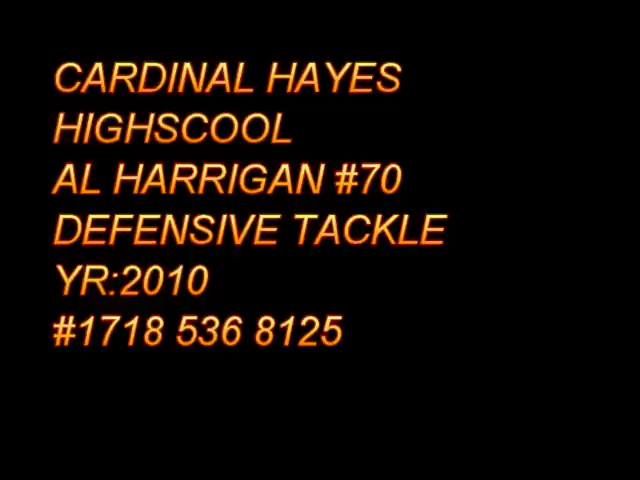 CARDINAL HAYES
HIGHSCOOL
AL HARRIGAN #70
DEFENSIVE TACKLE
YR:2010
#1718 536 8125